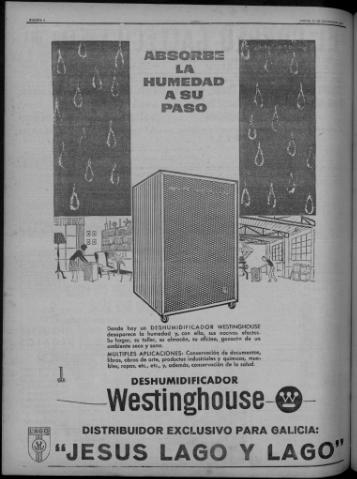 ABSORBE
LA
HUMEDAD
A SU
PASO
Donde hay un DESHUMIDIFICADOR WESTINGHOUSE
desaparece la humedad y, con ella, sus nocivos efectos.
Su hogar, su taller, su almacén, su oficina, gozarán de un
ambiente seco y sano.
MULTIPLES APLICACIONES: Conservación de documentos,
libros, obras de arte, productos industriales y químicos, mue-
bles, ropas, etc., etc., y, además, conservación de la salud.
DESHUMIDIFICADOR
Westinghouse
W
DISTRIBUIDOR EXCLUSIVO PARA GALICIA:
LAGO
"JESUS LAGO Y LAGO"